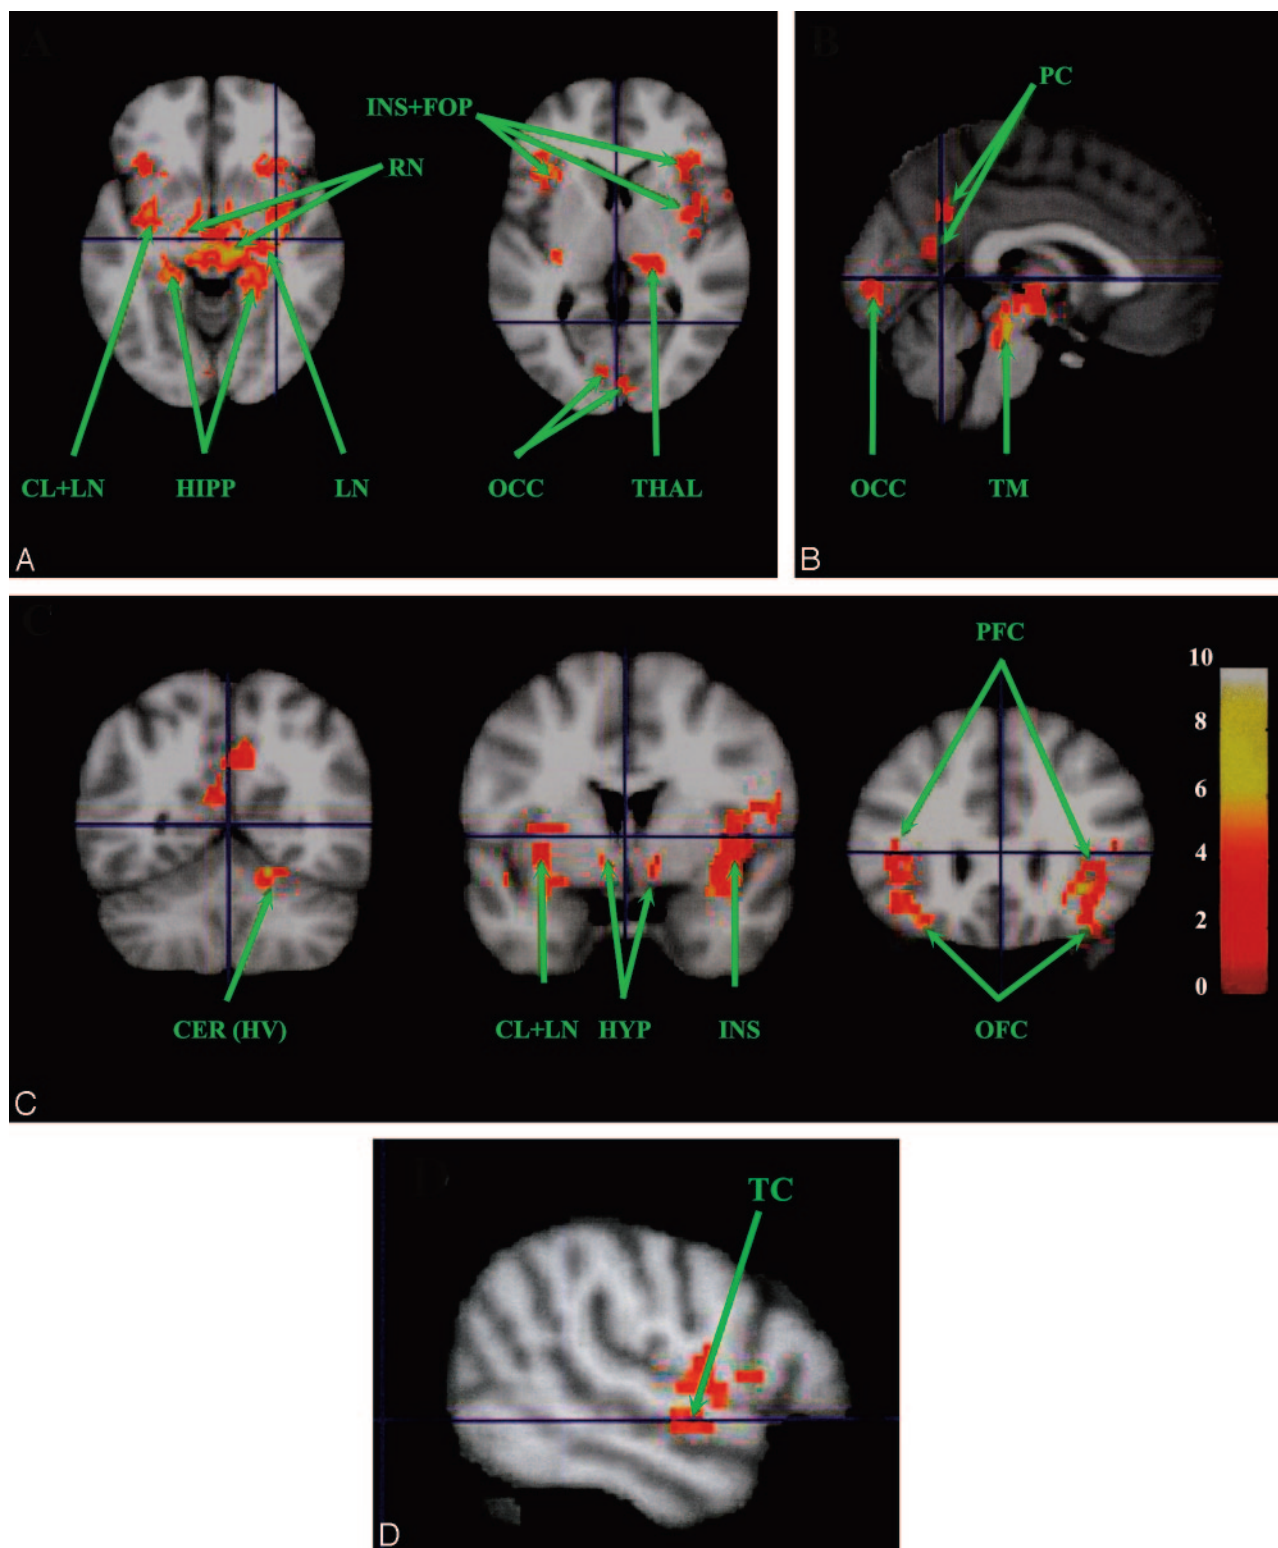 A
INS+FOP
RN
CL+LN
HIPP
LN
OCC
THAL
A
B
PC
OCC
TM
B
C
PFC
10
8
6
4
2
0
CER (HV)
CL+LN
HYP
INS
OFC
C
D
TC
D